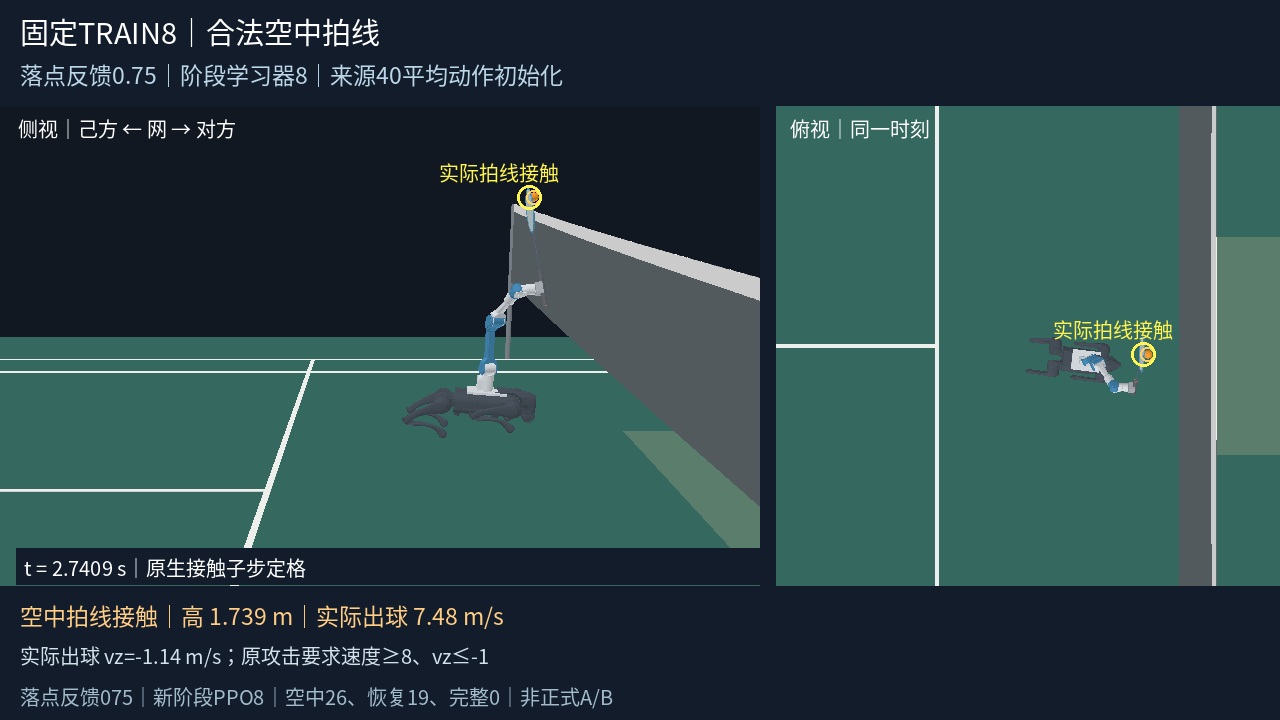 固定TRAIN8｜合法空中拍线
落点反馈0.75｜阶段学习器8｜来源40平均动作初始化
侧视｜己方 ← 网 → 对方
俯视｜同一时刻
实际拍线接触
实际拍线接触
t = 2.7409 s｜原生接触子步定格
空中拍线接触｜高 1.739 m｜实际出球 7.48 m/s
实际出球 vz=-1.14 m/s；原攻击要求速度≥8、vz≤-1
落点反馈075｜新阶段PPO8｜空中26、恢复19、完整0｜非正式A/B